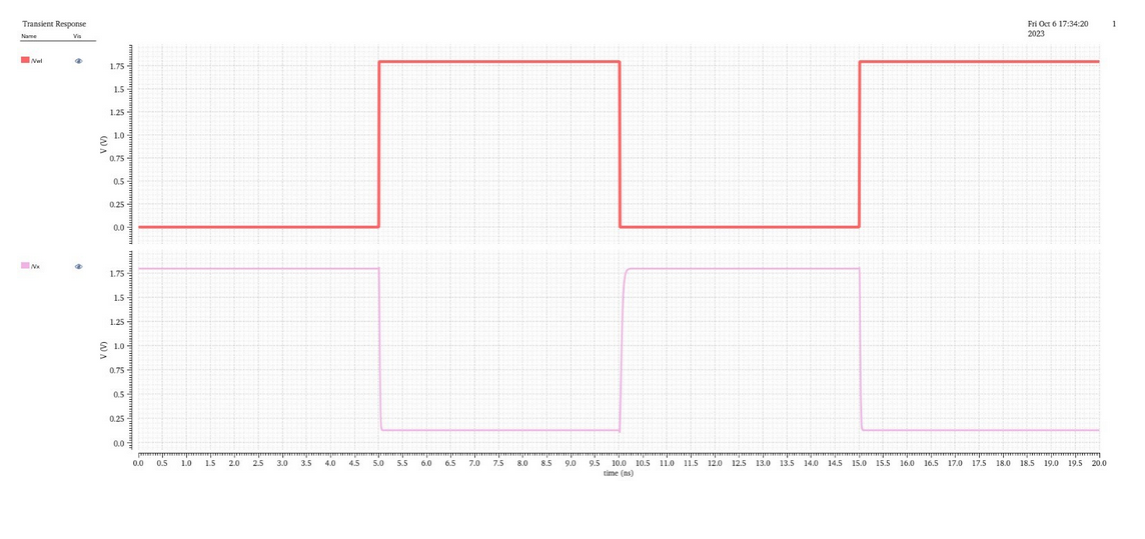 Transient Response
Fri Oct 6 17:34:20 1
2023
Name Vis
/Vwl
1.75
1.5
1.25
1.0
0.75
0.5
0.25
0.0
V (V)
/Vx
1.75
1.5
1.25
1.0
0.75
0.5
0.25
0.0
V (V)
0.0 0.5 1.0 1.5 2.0 2.5 3.0 3.5 4.0 4.5 5.0 5.5 6.0 6.5 7.0 7.5 8.0 8.5 9.0 9.5 10.0 10.5 11.0 11.5 12.0 12.5 13.0 13.5 14.0 14.5 15.0 15.5 16.0 16.5 17.0 17.5 18.0 18.5 19.0 19.5 20.0
time (ns)